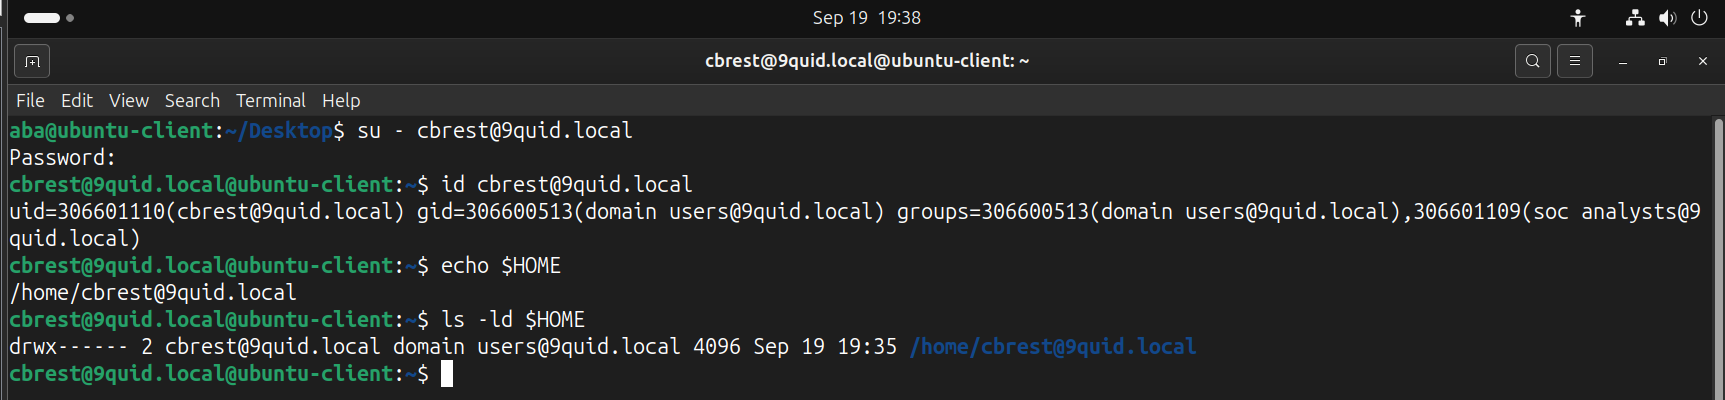 Sep 19 19:38
cbrest@9quid.local@ubuntu-client: ~
File Edit View Search Terminal Help
aba@ubuntu-client:~/Desktop$ su - cbrest@9quid.local
Password:
cbrest@9quid.local@ubuntu-client:~$ id cbrest@9quid.local
uid=306601110(cbrest@9quid.local) gid=306600513(domain users@9quid.local) groups=306600513(domain users@9quid.local),306601109(soc analysts@9
quid.local)
cbrest@9quid.local@ubuntu-client:~$ echo $HOME
/home/cbrest@9quid.local
cbrest@9quid.local@ubuntu-client:~$ ls -ld $HOME
drwx------ 2 cbrest@9quid.local domain users@9quid.local 4096 Sep 19 19:35 /home/cbrest@9quid.local
cbrest@9quid.local@ubuntu-client:~$